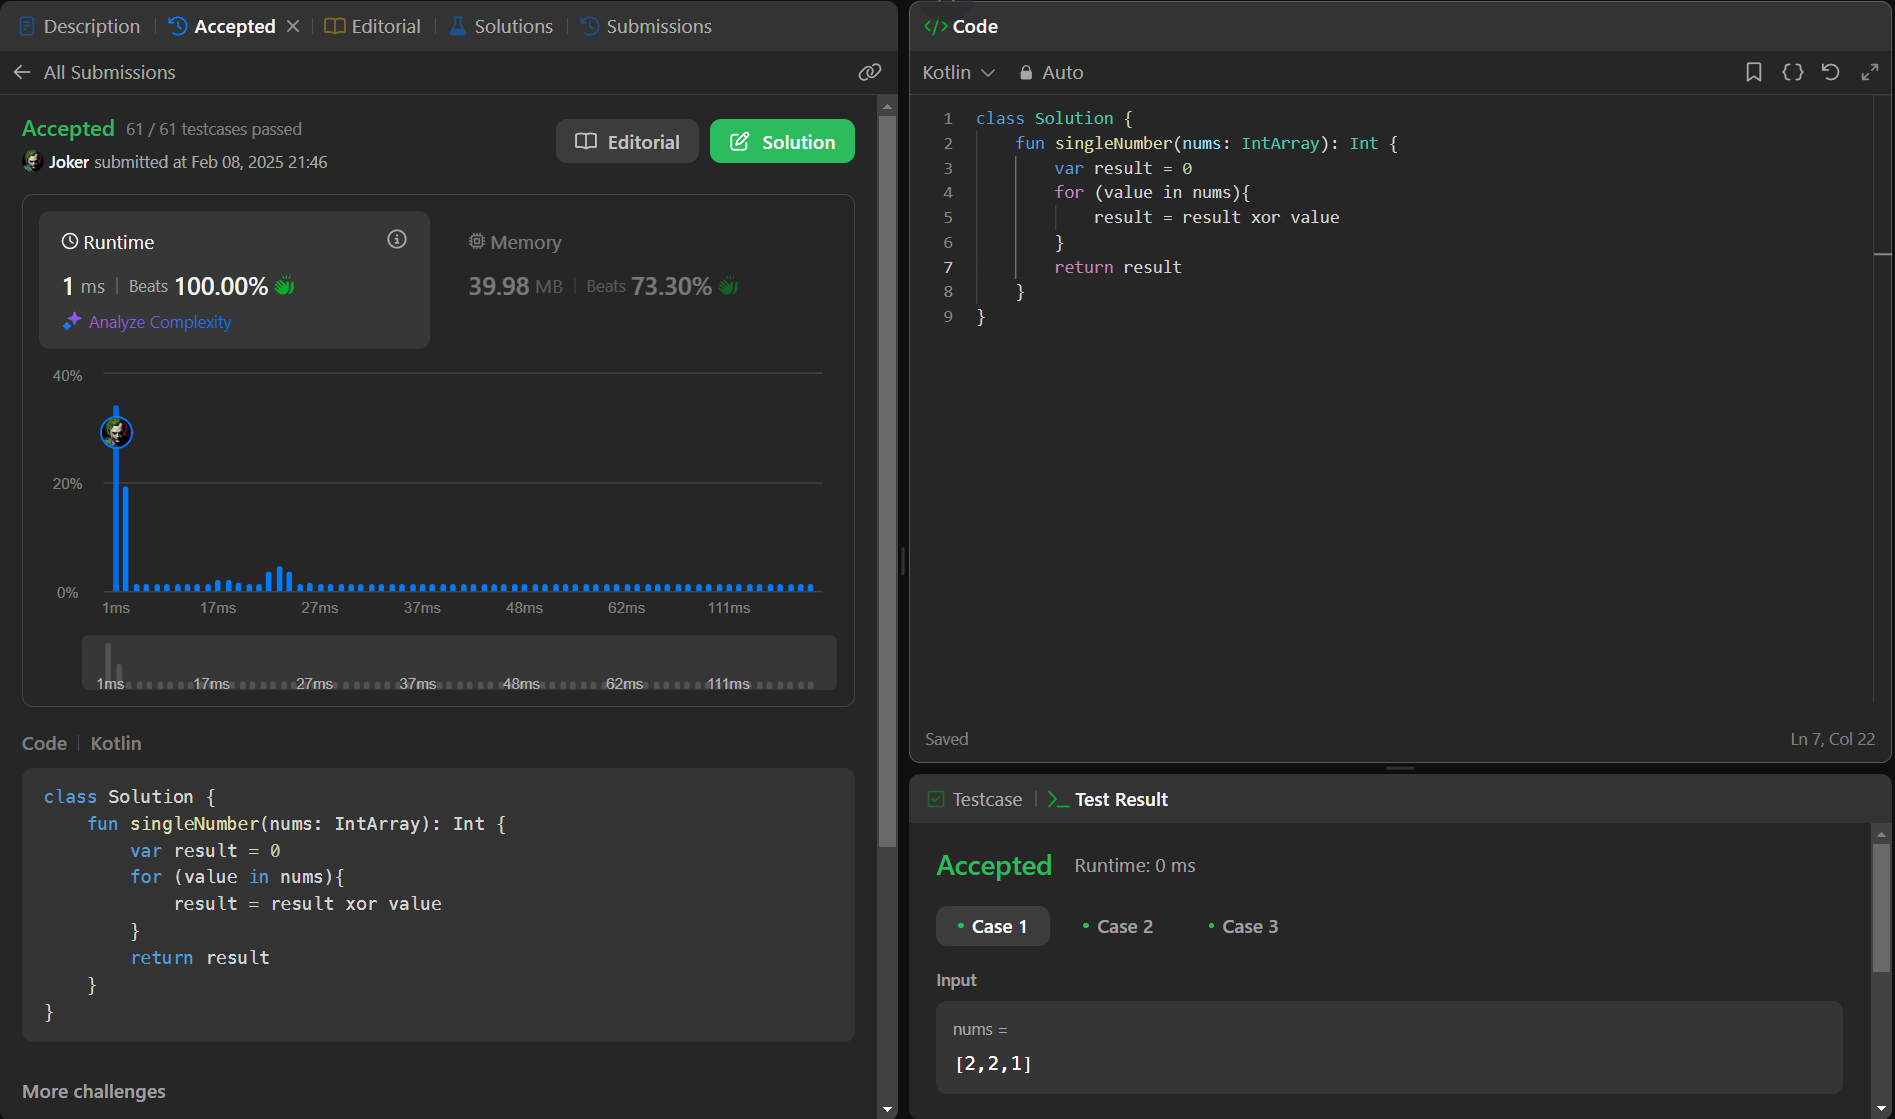 Description
Accepted
Editorial
Solutions
Submissions
All Submissions
Accepted 61 / 61 testcases passed
Joker submitted at Feb 08, 2025 21:46
Editorial
Solution
Runtime
1 ms | Beats 100.00%
Analyze Complexity
Memory
39.98 MB | Beats 73.30%
40%
20%
0%
1ms 17ms 27ms 37ms 48ms 62ms 111ms
1ms 17ms 27ms 37ms 48ms 62ms 111ms
Code | Kotlin
class Solution {
    fun singleNumber(nums: IntArray): Int {
        var result = 0
        for (value in nums){
            result = result xor value
        }
        return result
    }
}
More challenges
</> Code
Kotlin
Auto
1 class Solution {
2     fun singleNumber(nums: IntArray): Int {
3         var result = 0
4         for (value in nums){
5             result = result xor value
6         }
7         return result
8     }
9 }
Saved
Ln 7, Col 22
Testcase
Test Result
Accepted Runtime: 0 ms
Case 1
Case 2
Case 3
Input
nums =
[2,2,1]